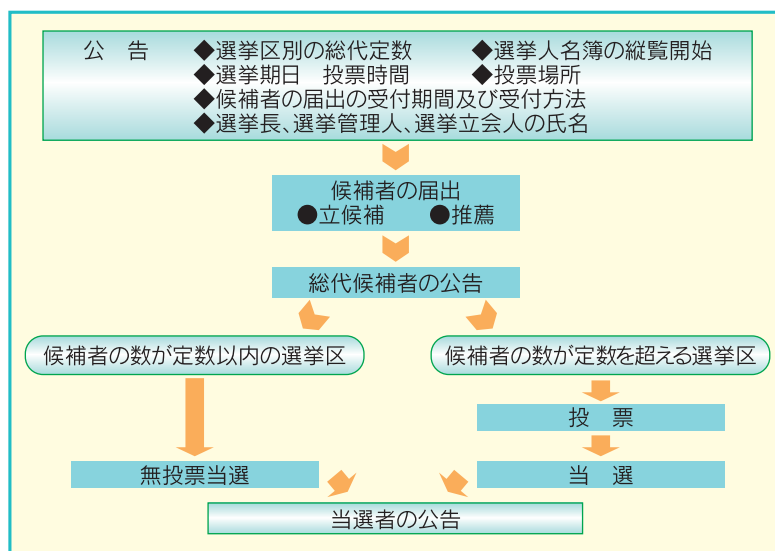 公　告　◆選挙区別の総代定数　◆選挙人名簿の縦覧開始
◆選挙期日　投票時間　◆投票場所
◆候補者の届出の受付期間及び受付方法
◆選挙長、選挙管理人、選挙立会人の氏名
候補者の届出
●立候補　●推薦
総代候補者の公告
候補者の数が定数以内の選挙区
候補者の数が定数を超える選挙区
投　票
無投票当選
当　選
当選者の公告